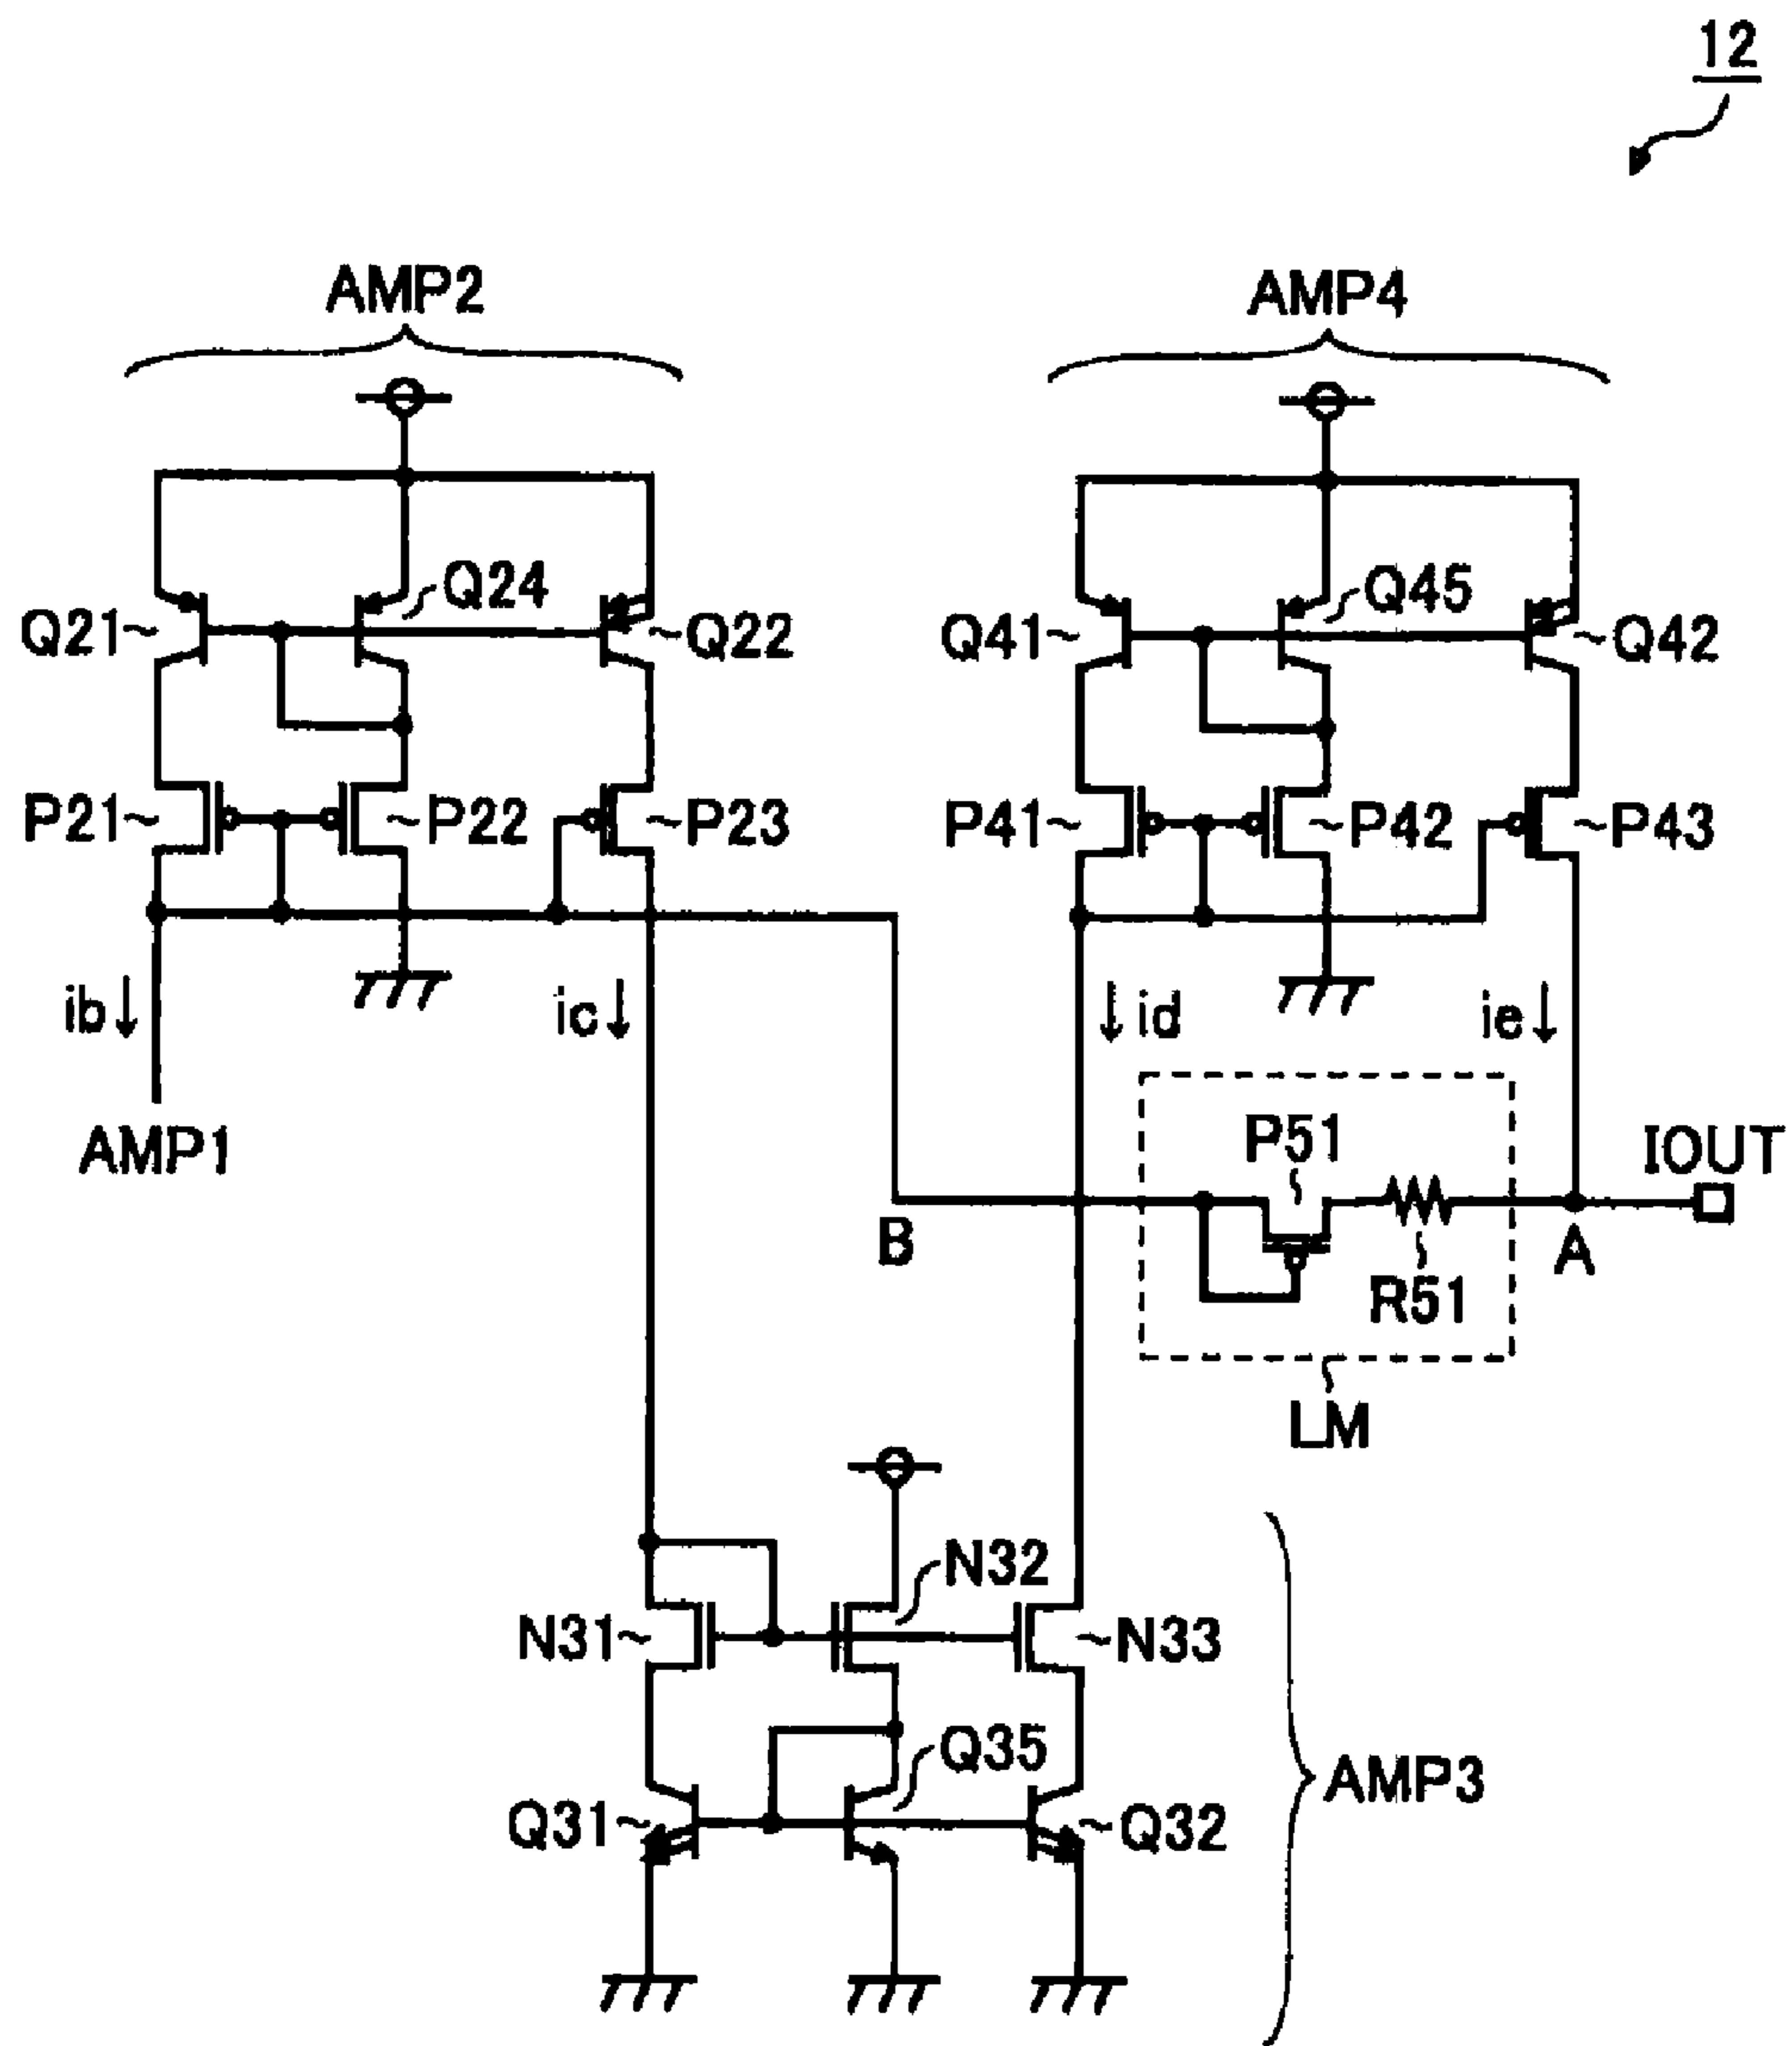 12
AMP2
AMP4
Q24
Q45
Q21
Q22
Q41
Q42
P21
P22
P23
P41
P42
P43
ib
ic
id
ie
AMP1
P51
IOUT
B
A
R51
LM
N32
N31
N33
Q35
AMP3
Q31
Q32